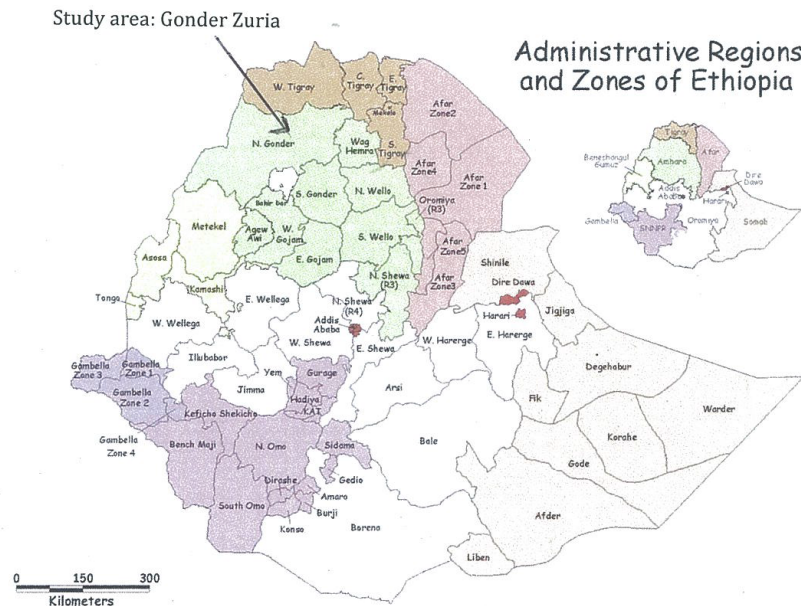 Study area: Gonder Zuria
Administrative Regions
and Zones of Ethiopia
W. Tigray
C.
Tigray
E.
Tigray
Mekele
S.
Tigray
Afar
Zone2
N. Gonder
Wag
Hemra
Afar
Zone4
Afar
Zone 1
Bahir Dar
S. Gonder
N. Wello
Oromiya
(R3)
Metekel
Agew
Awi
W.
Gojam
E. Gojam
S. Wello
Afar
Zone5
Afar
Zone3
Asosa
Kamashi
N. Shewa
(R3)
Shinile
Dire Dawa
Tongo
E. Wellega
N. Shewa
(R4)
Harari
Jigjiga
W. Wellega
Addis
Ababa
W. Shewa
E. Shewa
W. Harerge
E. Harerge
Gambella
Zone 3
Gambella
Zone 1
Illubabor
Yem
Gurage
Degehabur
Gambella
Zone 2
Jimma
Hadiya
KAT
Arsi
Fik
Keficho Shekicho
Warder
Gambella
Zone 4
Bench Maji
N. Omo
Sidama
Bale
Korahe
Gode
Gedio
Dirashe
Amaro
South Omo
Burji
Konso
Borena
Afder
Liben
Tigray
Afar
Amhara
Beneshangul
Gumuz
Dire
Dawa
Addis
Ababa
Harari
Gambella
SNNPR
Oromiya
Somali
0 150 300
Kilometers